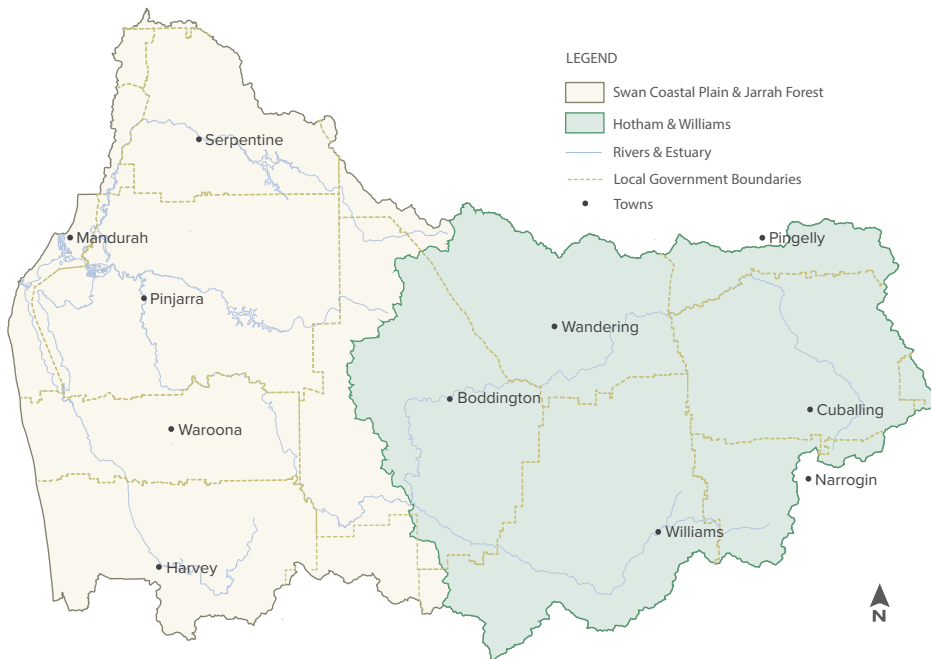 LEGEND
Swan Coastal Plain & Jarrah Forest
Hotham & Williams
Rivers & Estuary
Local Government Boundaries
Towns
Serpentine
Mandurah
Pingelly
Pinjarra
Wandering
Boddington
Cuballing
Waroona
Narrogin
Williams
Harvey
N